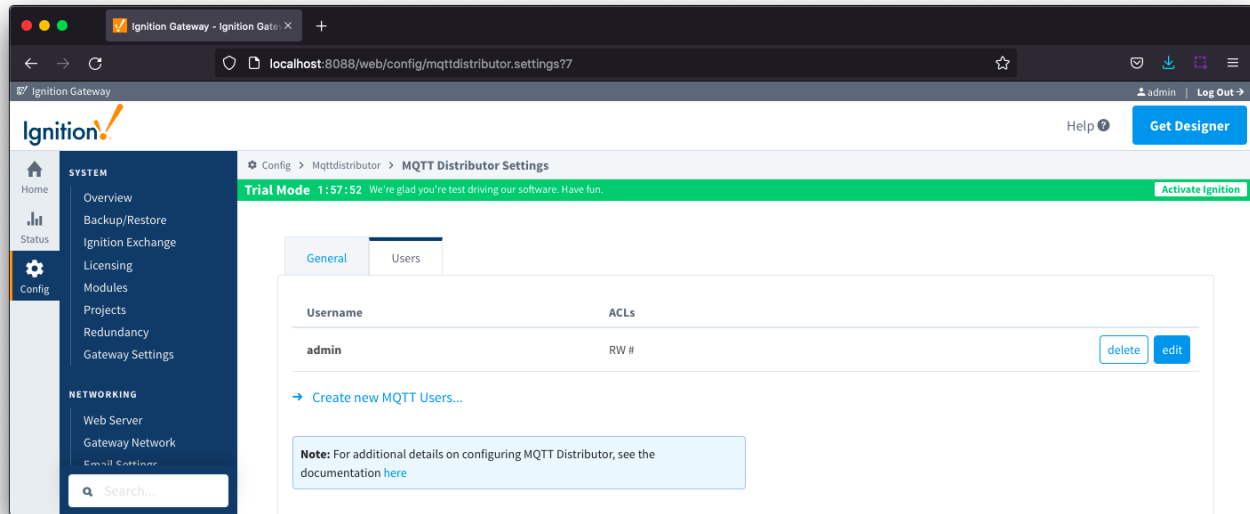 Ignition Gateway - Ignition Gate
localhost:8088/web/config/mqttdistributor.settings?7
Ignition Gateway
admin | Log Out
Ignition!
Help
Get Designer
Home
Status
Config
SYSTEM
Overview
Backup/Restore
Ignition Exchange
Licensing
Modules
Projects
Redundancy
Gateway Settings
NETWORKING
Web Server
Gateway Network
Email Settings
Search...
Config > Mqttdistributor > MQTT Distributor Settings
Trial Mode 1:57:52 We're glad you're test driving our software. Have fun.
Activate Ignition
General
Users
Username ACLs
admin RW # delete edit
Create new MQTT Users...
Note: For additional details on configuring MQTT Distributor, see the
documentation here